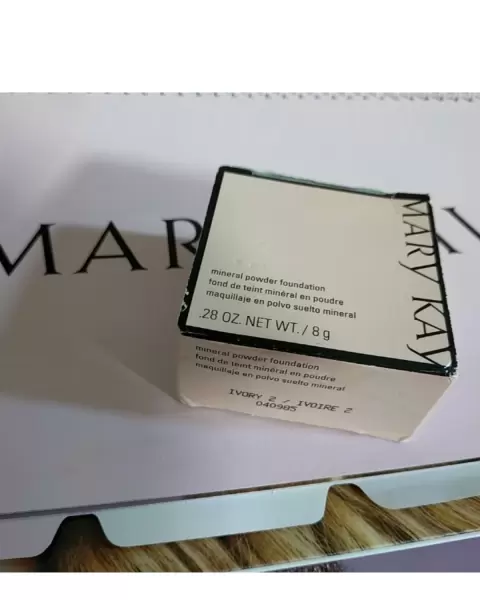 MAR
MARY KAY
mineral powder foundation
fond de teint minéral en poudre
maquillaje en polvo suelto mineral
.28 OZ. NET WT. / 8 g
mineral powder foundation
fond de teint minéral en poudre
maquillaje en polvo suelto mineral
IVORY 2 / IVOIRE 2
040985